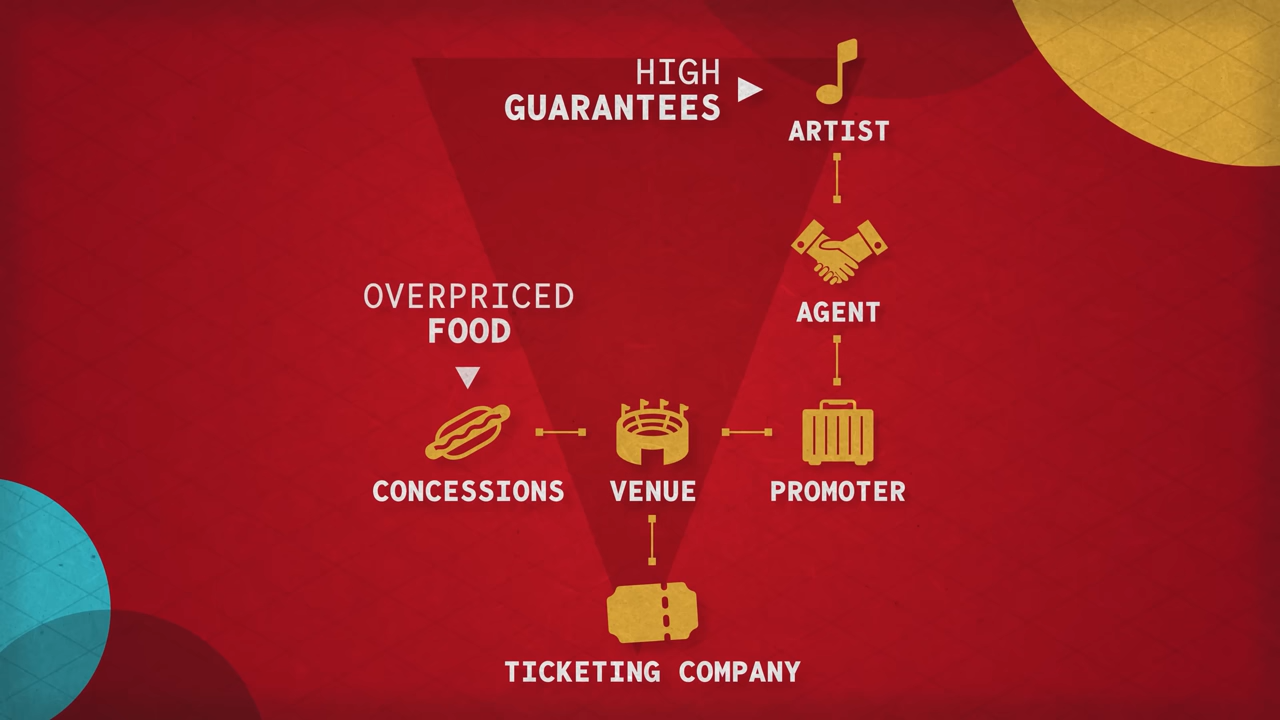 HIGH
GUARANTEES
ARTIST
AGENT
OVERPRICED
FOOD
CONCESSIONS
VENUE
PROMOTER
TICKETING COMPANY